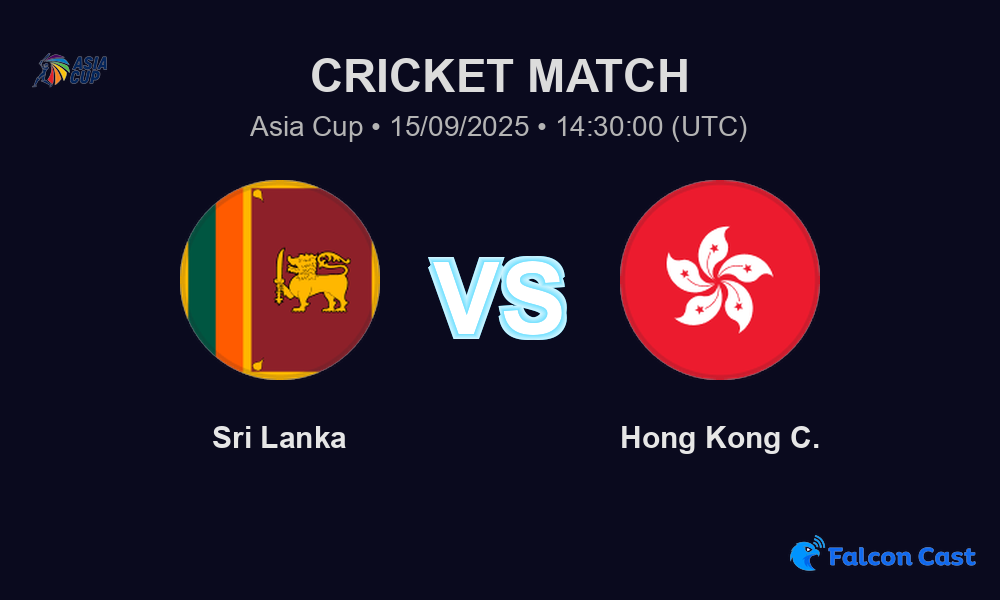 ASIA
CUP
CRICKET MATCH
Asia Cup • 15/09/2025 • 14:30:00 (UTC)
VS
Sri Lanka
Hong Kong C.
Falcon Cast